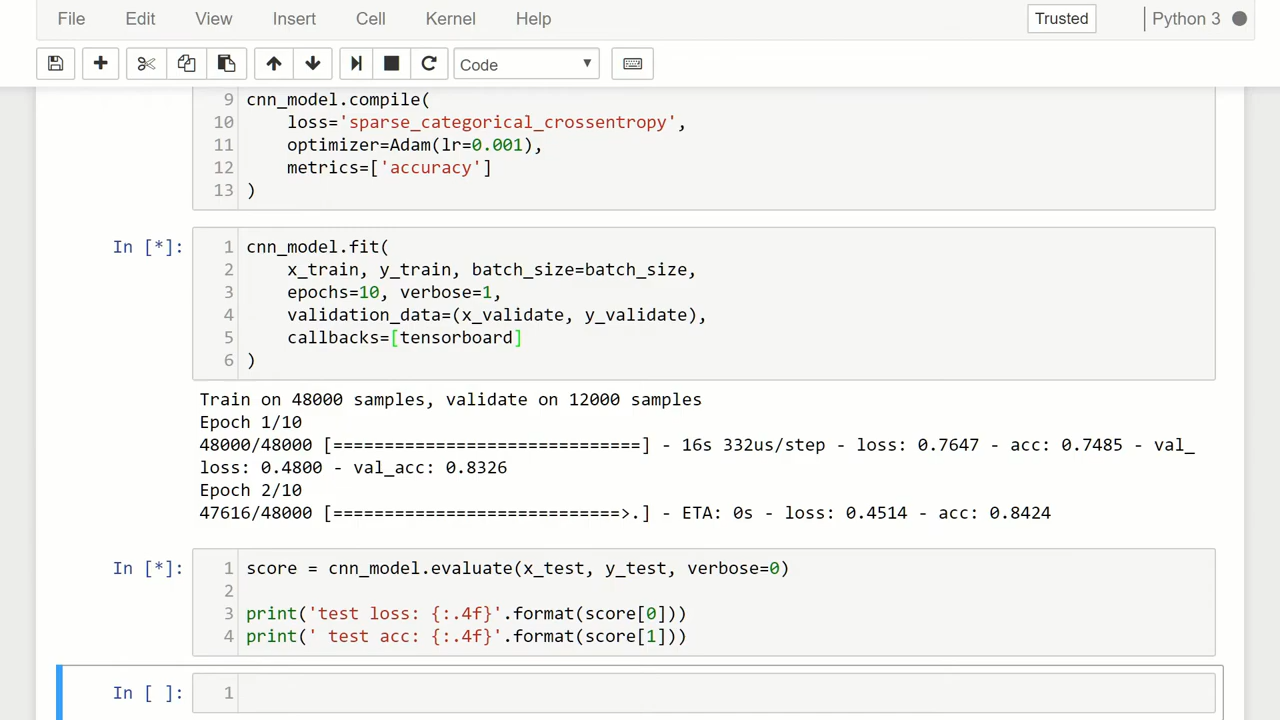 File Edit View Insert Cell Kernel Help Trusted Python 3
Code
9 cnn_model.compile(
10     loss='sparse_categorical_crossentropy',
11     optimizer=Adam(lr=0.001),
12     metrics=['accuracy']
13 )
In [*]: 1 cnn_model.fit(
2     x_train, y_train, batch_size=batch_size,
3     epochs=10, verbose=1,
4     validation_data=(x_validate, y_validate),
5     callbacks=[tensorboard]
6 )
Train on 48000 samples, validate on 12000 samples
Epoch 1/10
48000/48000 [==============================] - 16s 332us/step - loss: 0.7647 - acc: 0.7485 - val_
loss: 0.4800 - val_acc: 0.8326
Epoch 2/10
47616/48000 [============================>.] - ETA: 0s - loss: 0.4514 - acc: 0.8424
In [*]: 1 score = cnn_model.evaluate(x_test, y_test, verbose=0)
2
3 print('test loss: {:.4f}'.format(score[0]))
4 print(' test acc: {:.4f}'.format(score[1]))
In [ ]: 1